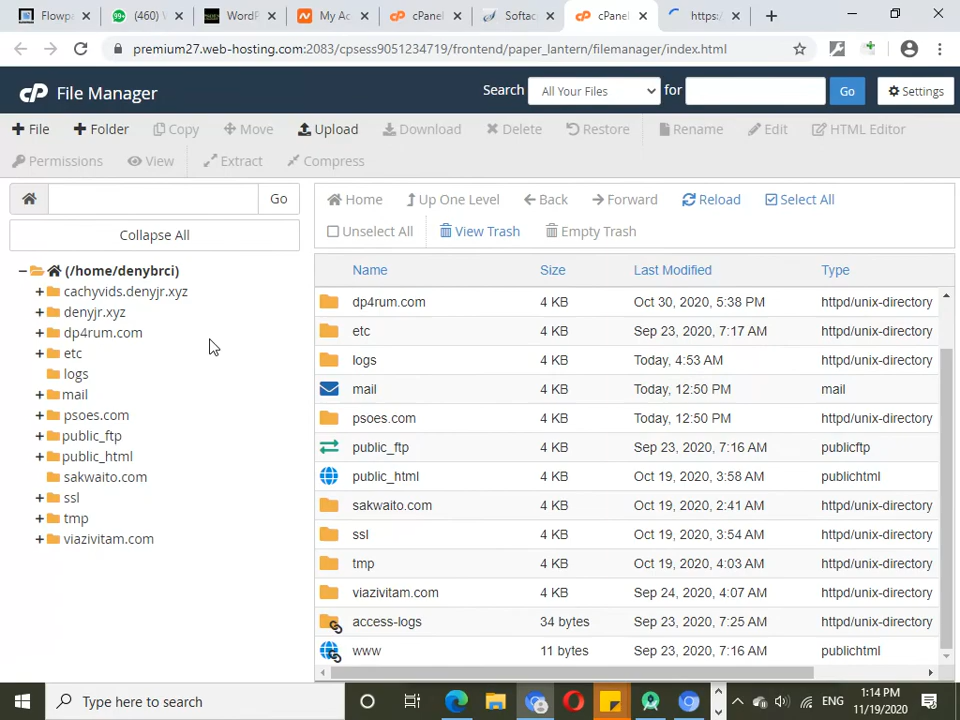 Flowpa
99+
(460) \
WordP
My Ac
cPanel
Softac
cPanel
https:/
premium27.web-hosting.com:2083/cpsess9051234719/frontend/paper_lantern/filemanager/index.html
cP File Manager
Search
All Your Files
for
Go
Settings
File
Folder
Copy
Move
Upload
Download
Delete
Restore
Rename
Edit
HTML Editor
Permissions
View
Extract
Compress
Go
Home
Up One Level
Back
Forward
Reload
Select All
Collapse All
Unselect All
View Trash
Empty Trash
(/home/denybrci)
cachyvids.denyjr.xyz
denyjr.xyz
dp4rum.com
etc
logs
mail
psoes.com
public_ftp
public_html
sakwaito.com
ssl
tmp
viazivitam.com
Name Size Last Modified Type
dp4rum.com 4 KB Oct 30, 2020, 5:38 PM httpd/unix-directory
etc 4 KB Sep 23, 2020, 7:17 AM httpd/unix-directory
logs 4 KB Today, 4:53 AM httpd/unix-directory
mail 4 KB Today, 12:50 PM mail
psoes.com 4 KB Today, 12:50 PM httpd/unix-directory
public_ftp 4 KB Sep 23, 2020, 7:16 AM publicftp
public_html 4 KB Oct 19, 2020, 3:58 AM publichtml
sakwaito.com 4 KB Oct 19, 2020, 2:41 AM httpd/unix-directory
ssl 4 KB Oct 19, 2020, 3:54 AM httpd/unix-directory
tmp 4 KB Oct 19, 2020, 4:03 AM httpd/unix-directory
viazivitam.com 4 KB Sep 24, 2020, 4:07 AM httpd/unix-directory
access-logs 34 bytes Sep 23, 2020, 7:25 AM httpd/unix-directory
www 11 bytes Sep 23, 2020, 7:16 AM publichtml
Type here to search
ENG
1:14 PM
11/19/2020